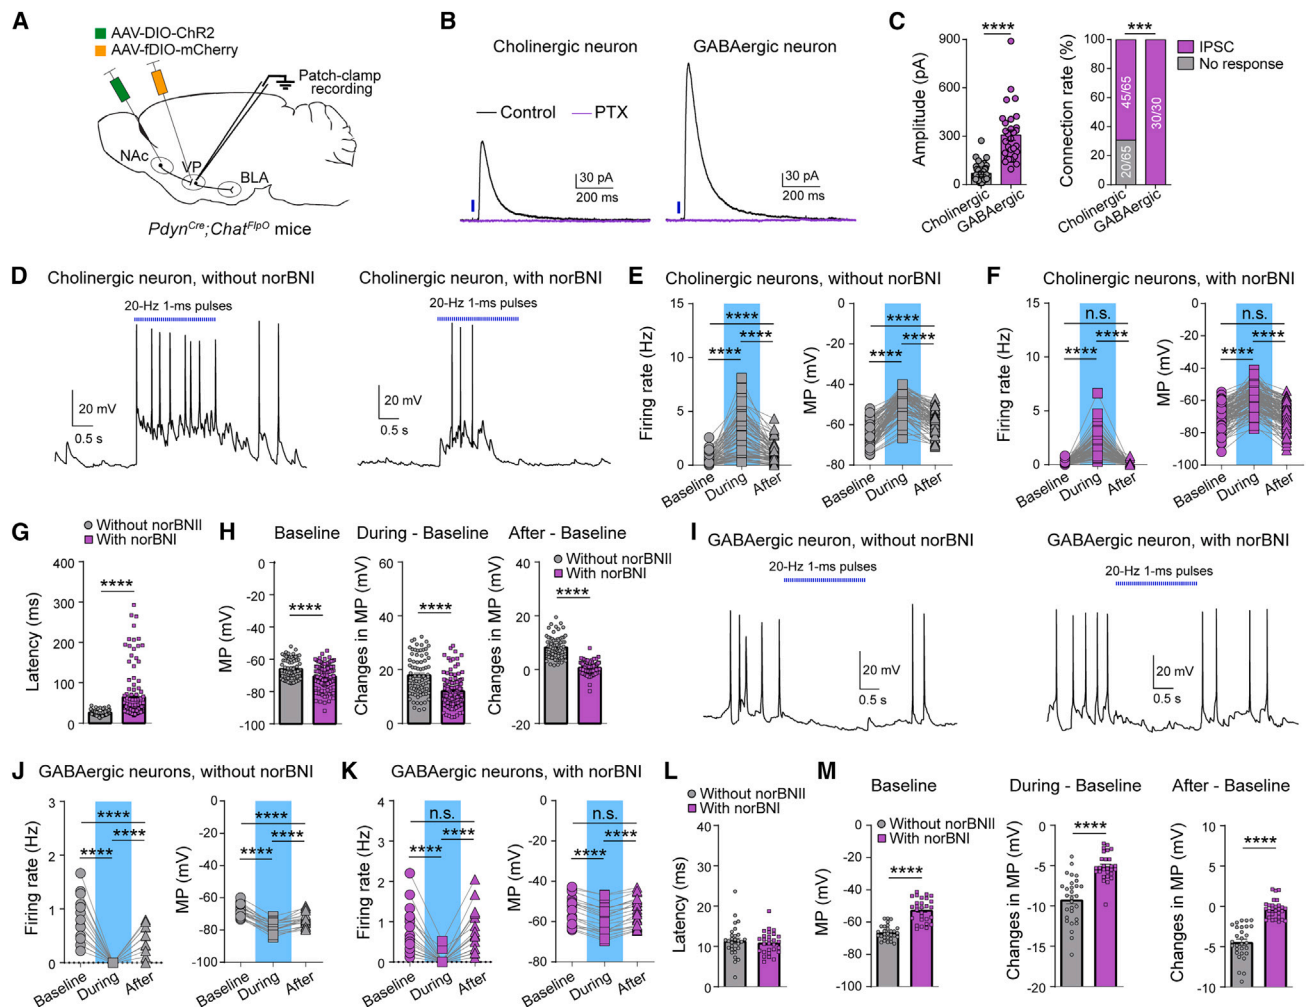 A
AAV-DIO-ChR2
AAV-fDIO-mCherry
Patch-clamp
recording
NAc
VP
BLA
Pdyn^Cre;Chat^FlpO mice
B
Cholinergic neuron
GABAergic neuron
Control
PTX
30 pA
200 ms
30 pA
200 ms
C
****
Amplitude (pA)
900
600
300
0
Cholinergic
GABAergic
***
Connection rate (%)
100
80
60
40
20
0
45/65
20/65
30/30
Cholinergic
GABAergic
IPSC
No response
D
Cholinergic neuron, without norBNI
20-Hz 1-ms pulses
20 mV
0.5 s
Cholinergic neuron, with norBNI
20-Hz 1-ms pulses
20 mV
0.5 s
E
Cholinergic neurons, without norBNI
Firing rate (Hz)
15
10
5
0
****
****
****
Baseline
During
After
MP (mV)
0
-20
-40
-60
-80
****
****
****
Baseline
During
After
F
Cholinergic neurons, with norBNI
Firing rate (Hz)
15
10
5
0
n.s.
****
****
Baseline
During
After
MP (mV)
0
-20
-40
-60
-80
-100
n.s.
****
****
Baseline
During
After
G
Without norBNII
With norBNI
Latency (ms)
400
300
200
100
0
****
H
Baseline
MP (mV)
0
-20
-40
-60
-80
-100
****
During - Baseline
Changes in MP (mV)
60
40
20
0
****
After - Baseline
Without norBNII
With norBNI
Changes in MP (mV)
40
20
0
-20
****
I
GABAergic neuron, without norBNI
20-Hz 1-ms pulses
20 mV
0.5 s
GABAergic neuron, with norBNI
20-Hz 1-ms pulses
20 mV
0.5 s
J
GABAergic neurons, without norBNI
Firing rate (Hz)
3
2
1
0
****
****
****
Baseline
During
After
MP (mV)
0
-20
-40
-60
-80
-100
****
****
****
Baseline
During
After
K
GABAergic neurons, with norBNI
Firing rate (Hz)
4
3
2
1
0
n.s.
****
****
Baseline
During
After
MP (mV)
0
-20
-40
-60
-80
n.s.
****
****
Baseline
During
After
L
Without norBNII
With norBNI
Latency (ms)
40
30
20
10
0
M
Baseline
Without norBNII
With norBNI
MP (mV)
0
-20
-40
-60
-80
-100
****
During - Baseline
Changes in MP (mV)
0
-5
-10
-15
-20
****
After - Baseline
Changes in MP (mV)
10
5
0
-5
-10
****